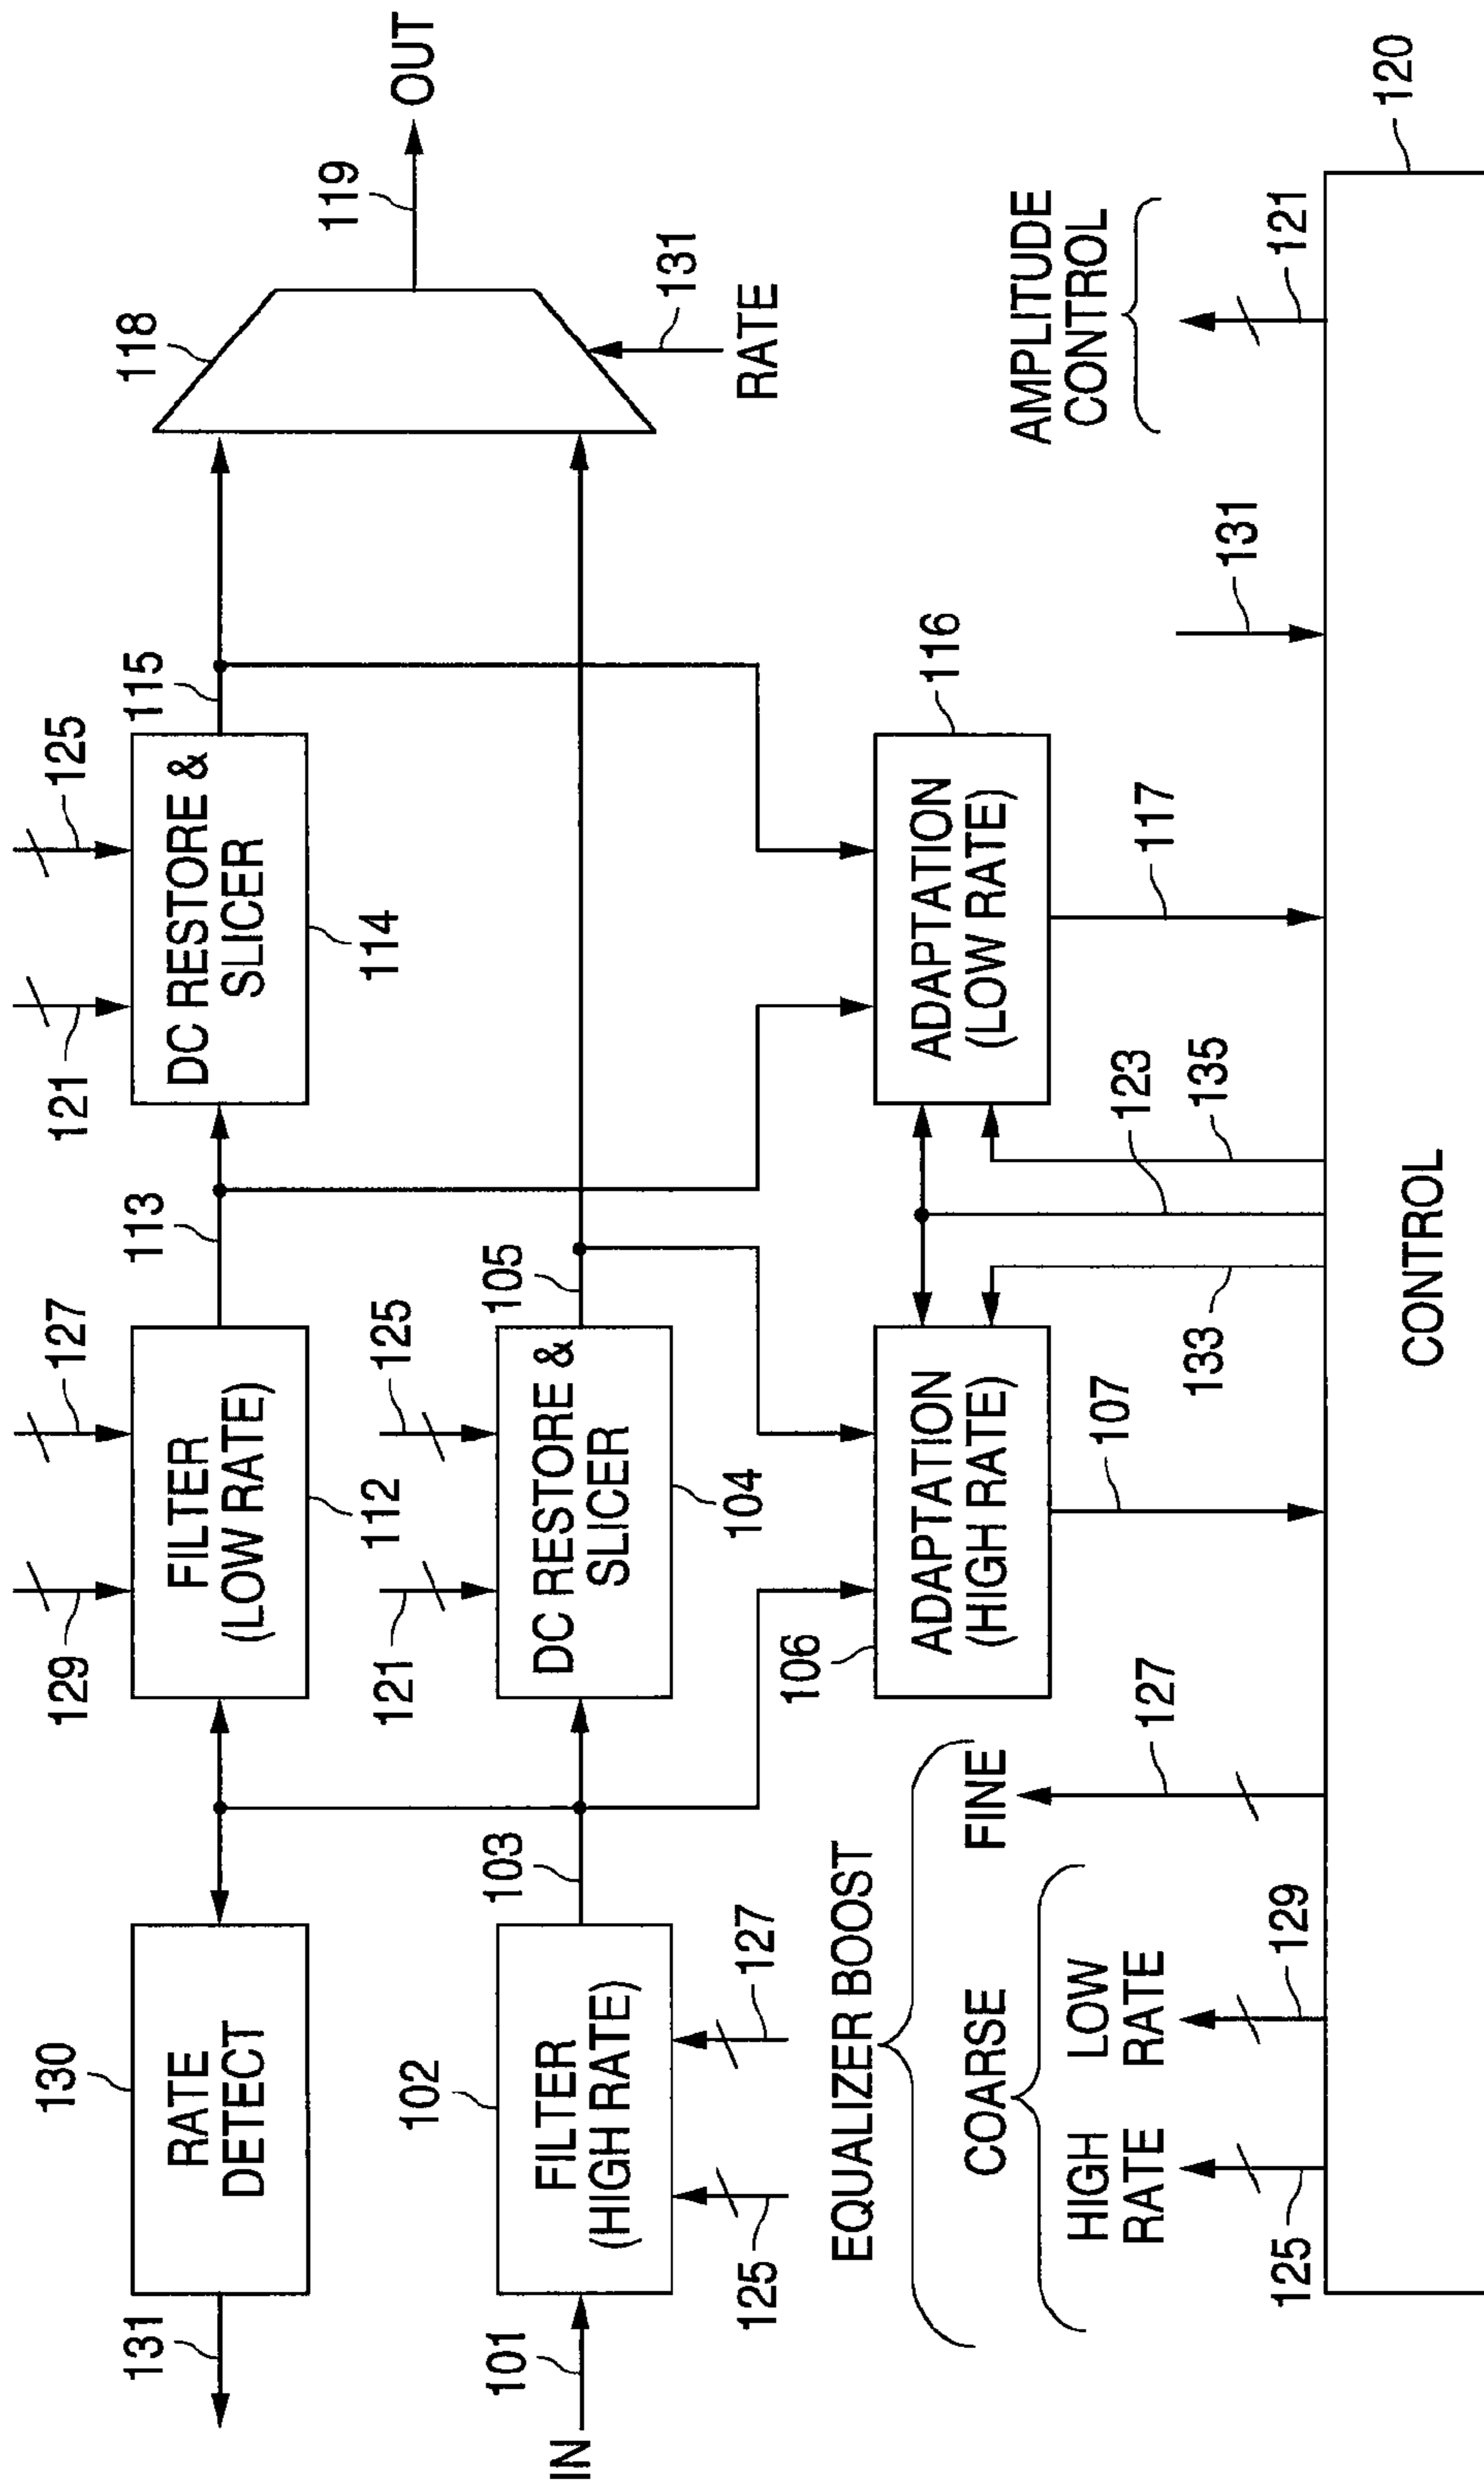 131
130
RATE
DETECT
129
127
FILTER
(LOW RATE)
112
113
121
125
DC RESTORE &
SLICER
114
115
118
119
OUT
131
RATE
IN
101
102
FILTER
(HIGH RATE)
125
127
103
121
125
DC RESTORE &
SLICER
104
105
EQUALIZER BOOST
COARSE
FINE
HIGH
RATE
LOW
RATE
125
129
127
106
ADAPTATION
(HIGH RATE)
107
133
123
135
ADAPTATION
(LOW RATE)
116
117
131
AMPLITUDE
CONTROL
121
120
CONTROL